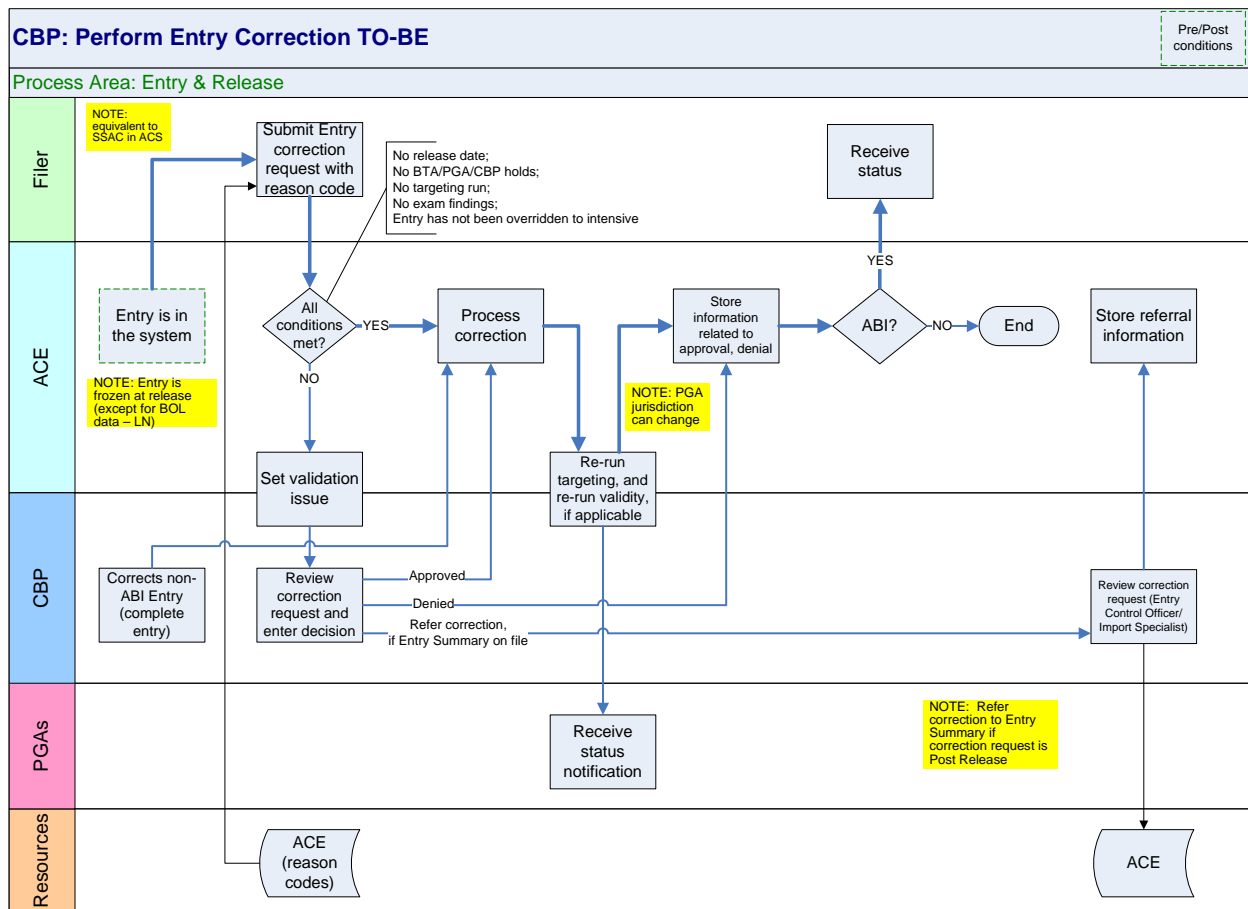 CBP: Perform Entry Correction TO-BE
Pre/Post
conditions
Process Area: Entry & Release
Filer
NOTE:
equivalent to
SSAC in ACS
Submit Entry
correction
request with
reason code
No release date;
No BTA/PGA/CBP holds;
No targeting run;
No exam findings;
Entry has not been overridden to intensive
Receive
status
ACE
Entry is in
the system
NOTE: Entry is
frozen at release
(except for BOL
data – LN)
All
conditions
met?
YES
NO
Process
correction
Store
information
related to
approval, denial
YES
ABI?
NO
End
Store referral
information
NOTE: PGA
jurisdiction
can change
Set validation
issue
Re-run
targeting, and
re-run validity,
if applicable
CBP
Corrects non-
ABI Entry
(complete
entry)
Review
correction
request and
enter decision
Approved
Denied
Refer correction,
if Entry Summary on file
Review correction
request (Entry
Control Officer/
Import Specialist)
PGAs
Receive
status
notification
NOTE:  Refer
correction to Entry
Summary if
correction request is
Post Release
Resources
ACE
(reason
codes)
ACE